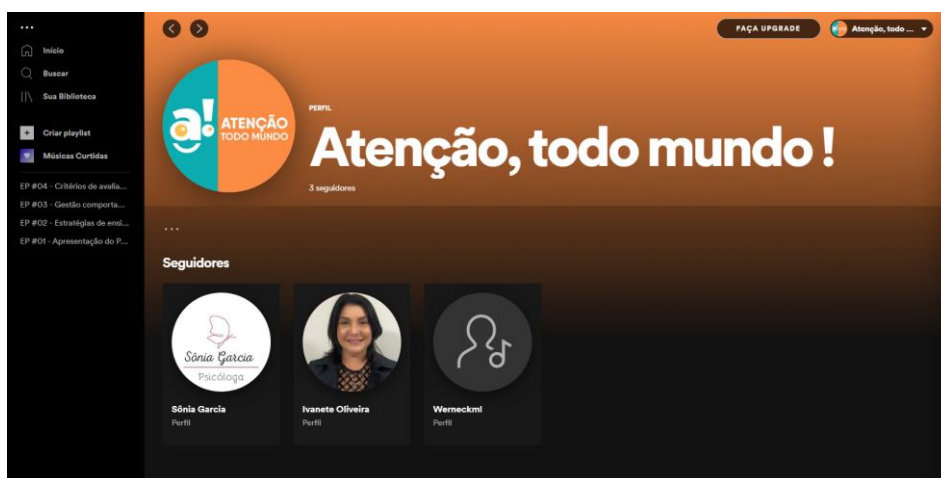 Início
Buscar
Sua Biblioteca
Criar playlist
Músicas Curtidas
EP #04 - Critérios de avalia...
EP #03 - Gestão comporta...
EP #02 - Estratégias de ensi...
EP #01 - Apresentação do P...
FAÇA UPGRADE
Atenção, todo ...
a!
ATENÇÃO
TODO MUNDO
PERFIL
Atenção, todo mundo !
3 seguidores
Seguidores
Sônia Garcia
Psicóloga
Sônia Garcia
Perfil
Ivanete Oliveira
Perfil
Werneckml
Perfil